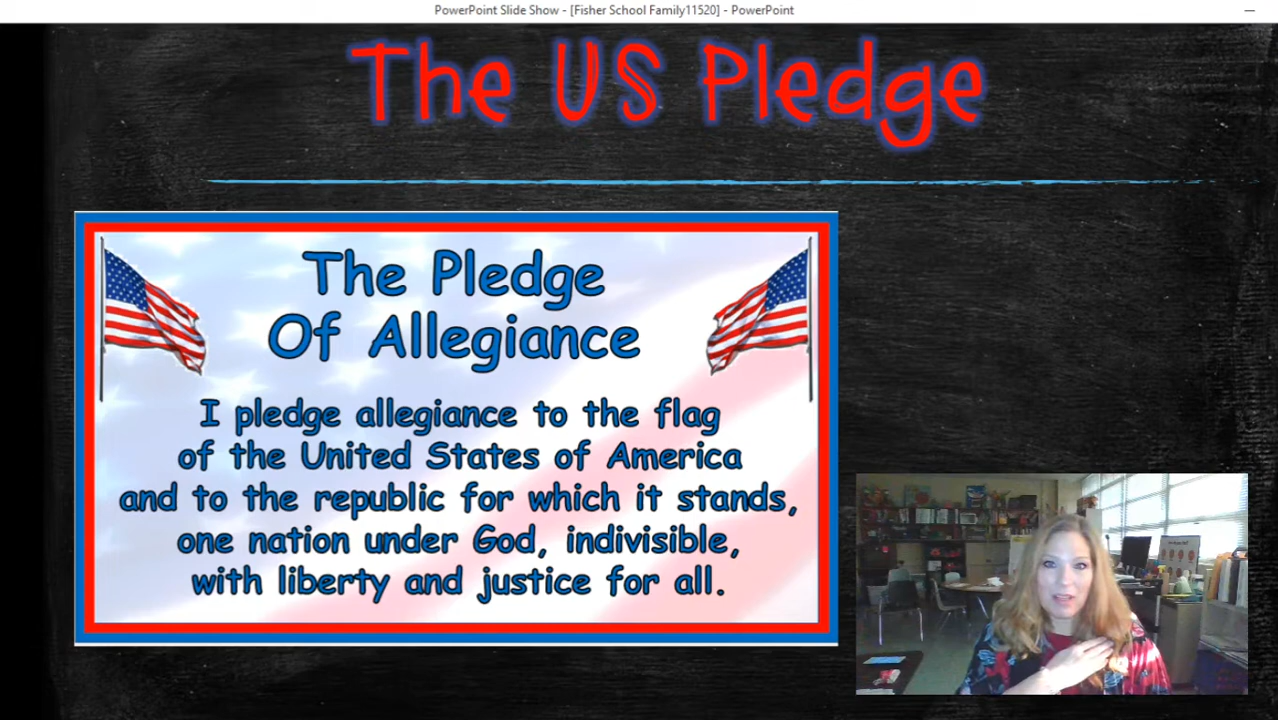 PowerPoint Slide Show - [Fisher School Family11520] - PowerPoint
The US Pledge
The Pledge
Of Allegiance
I pledge allegiance to the flag
of the United States of America
and to the republic for which it stands,
one nation under God, indivisible,
with liberty and justice for all.